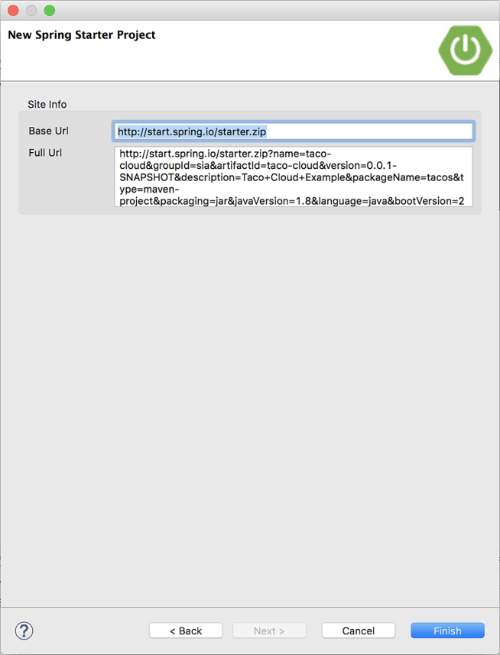 New Spring Starter Project
Site Info
Base Url
http://start.spring.io/starter.zip
Full Url
http://start.spring.io/starter.zip?name=taco-
cloud&groupId=sia&artifactId=taco-cloud&version=0.0.1-
SNAPSHOT&description=Taco+Cloud+Example&packageName=tacos&t
ype=maven-
project&packaging=jar&javaVersion=1.8&language=java&bootVersion=2
?
< Back
Next >
Cancel
Finish